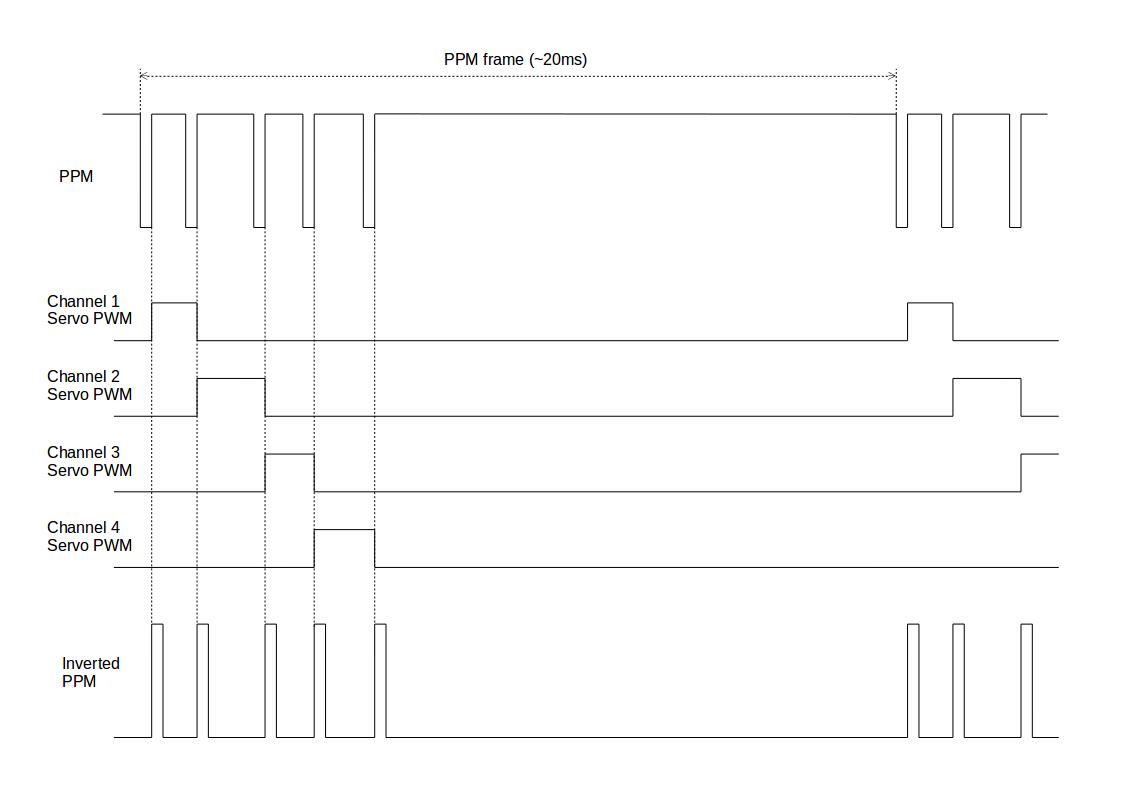 PPM frame (~20ms)
PPM
Channel 1
Servo PWM
Channel 2
Servo PWM
Channel 3
Servo PWM
Channel 4
Servo PWM
Inverted
PPM